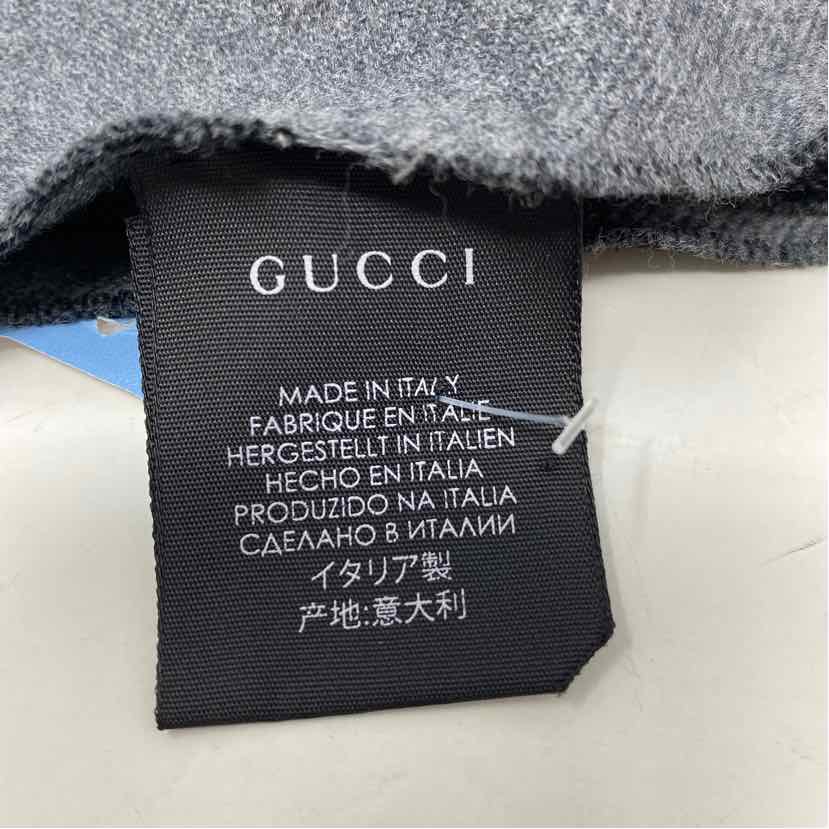 GUCCI
MADE IN ITALY
FABRIQUE EN ITALIE
HERGESTELLT IN ITALIEN
HECHO EN ITALIA
PRODUZIDO NA ITALIA
СДЕЛАНО В ИТАЛИИ
イタリア製
产地:意大利